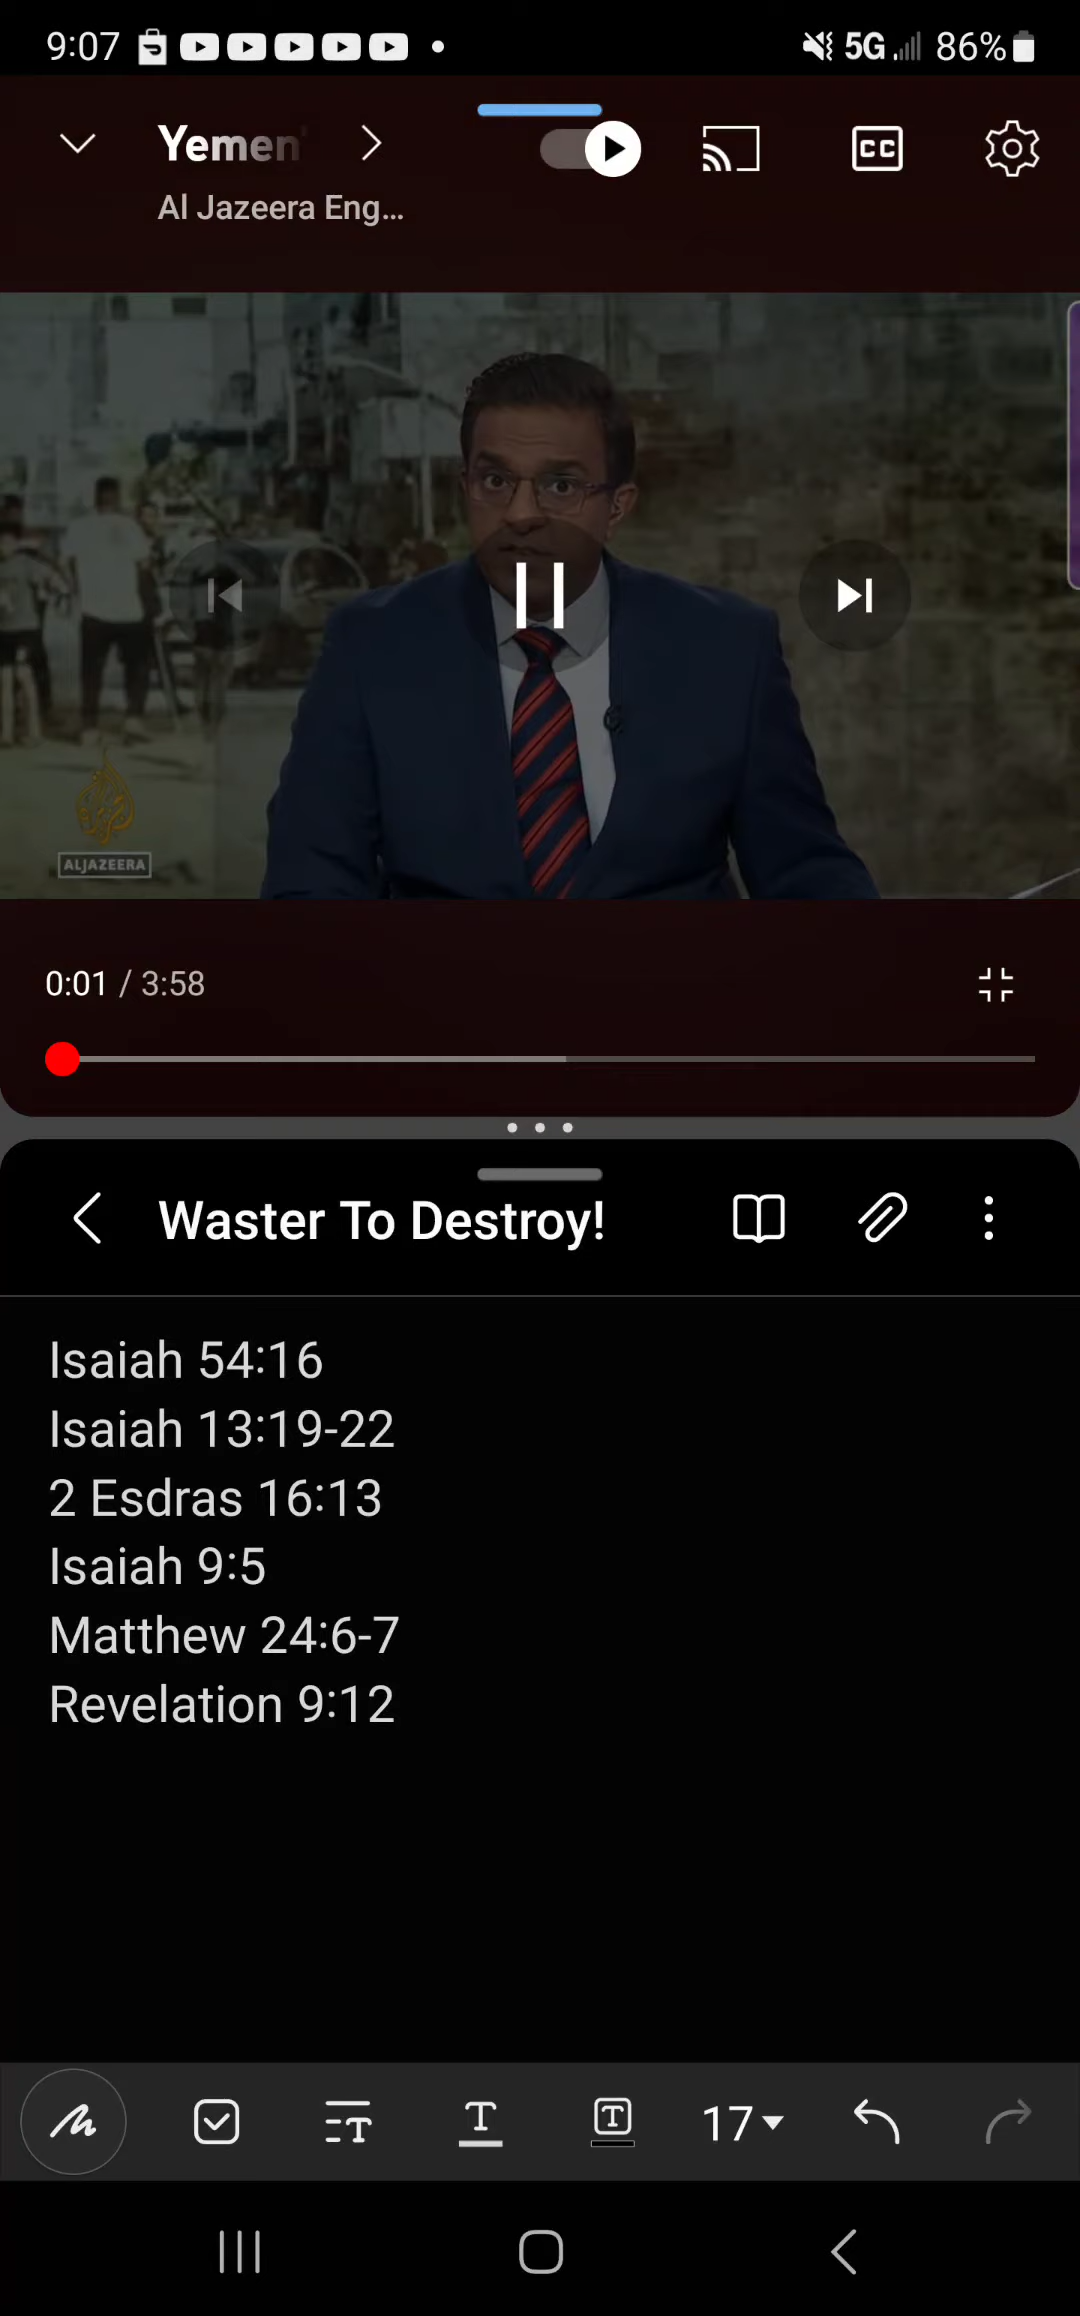 9:07
5G 86%
Yemen
Al Jazeera Eng...
CC
ALJAZEERA
0:01 / 3:58
Waster To Destroy!
Isaiah 54:16
Isaiah 13:19-22
2 Esdras 16:13
Isaiah 9:5
Matthew 24:6-7
Revelation 9:12
T T T 17